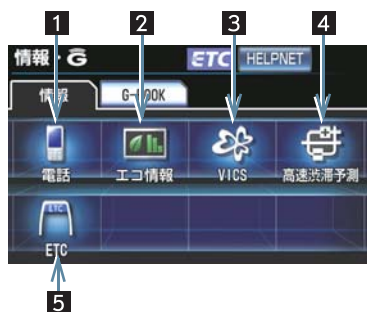 1 2 3 4
情報・G ETC HELPNET
情報 G-BOOK
電話 エコ情報 VICS 高速渋滞予測
ETC
ETC
5